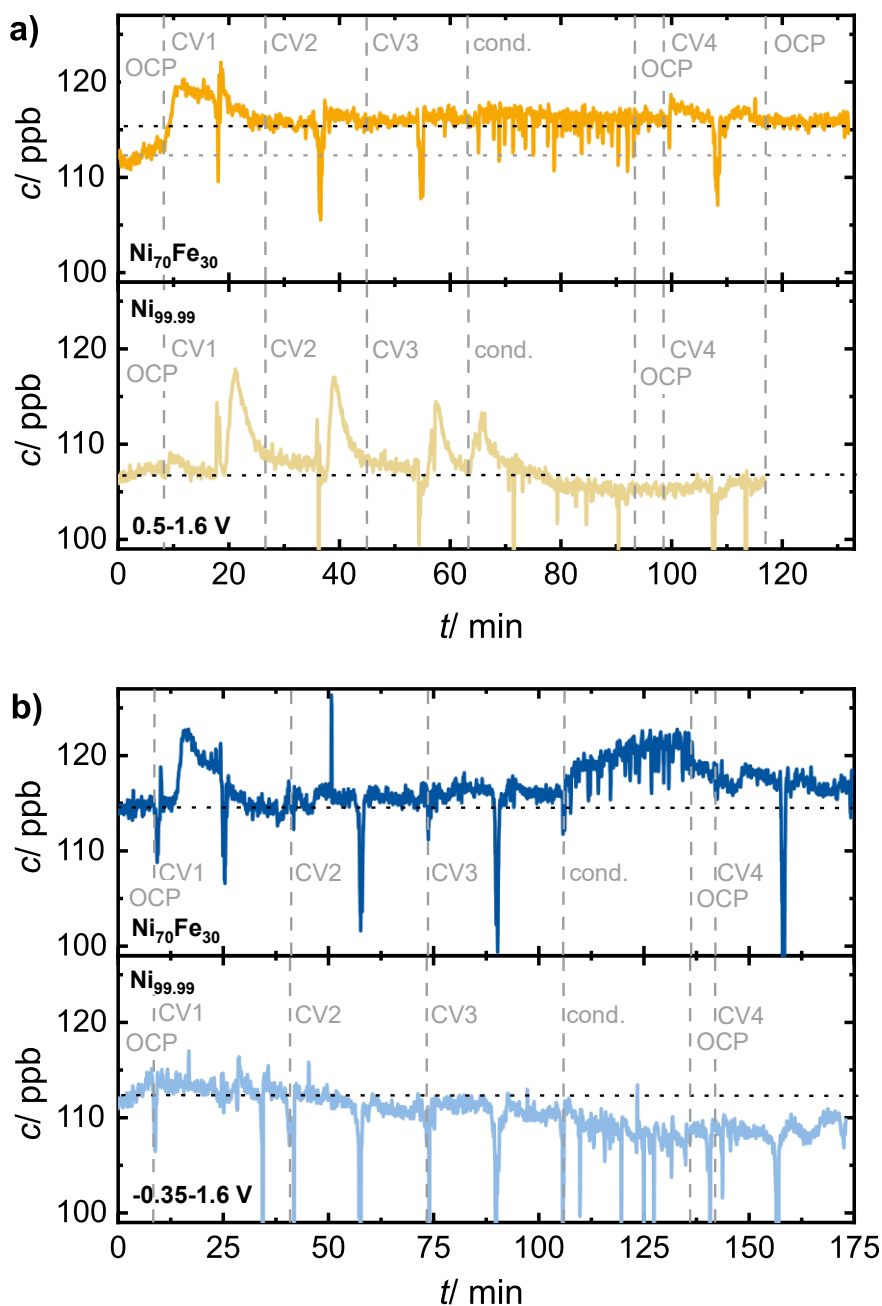 a)
CV1 CV2 CV3 cond. CV4 OCP
OCP OCP
120
110
100
c/ ppb
Ni70Fe30
Ni99.99
CV1 CV2 CV3 cond. CV4
OCP OCP
120
110
100
c/ ppb
0.5-1.6 V
0 20 40 60 80 100 120
t/ min
b)
120
110
100
c/ ppb
CV1 CV2 CV3 cond. CV4
OCP OCP
Ni70Fe30
Ni99.99
CV1 CV2 CV3 cond. CV4
OCP OCP
120
110
100
c/ ppb
-0.35-1.6 V
0 25 50 75 100 125 150 175
t/ min